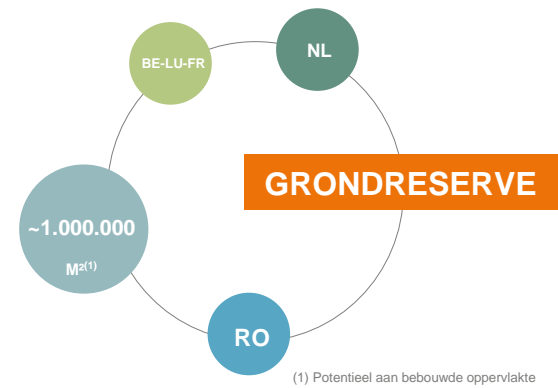 NL
BE-LU-FR
GRONDRESERVE
~1.000.000
M²⁽¹⁾
RO
(1) Potentieel aan bebouwde oppervlakte